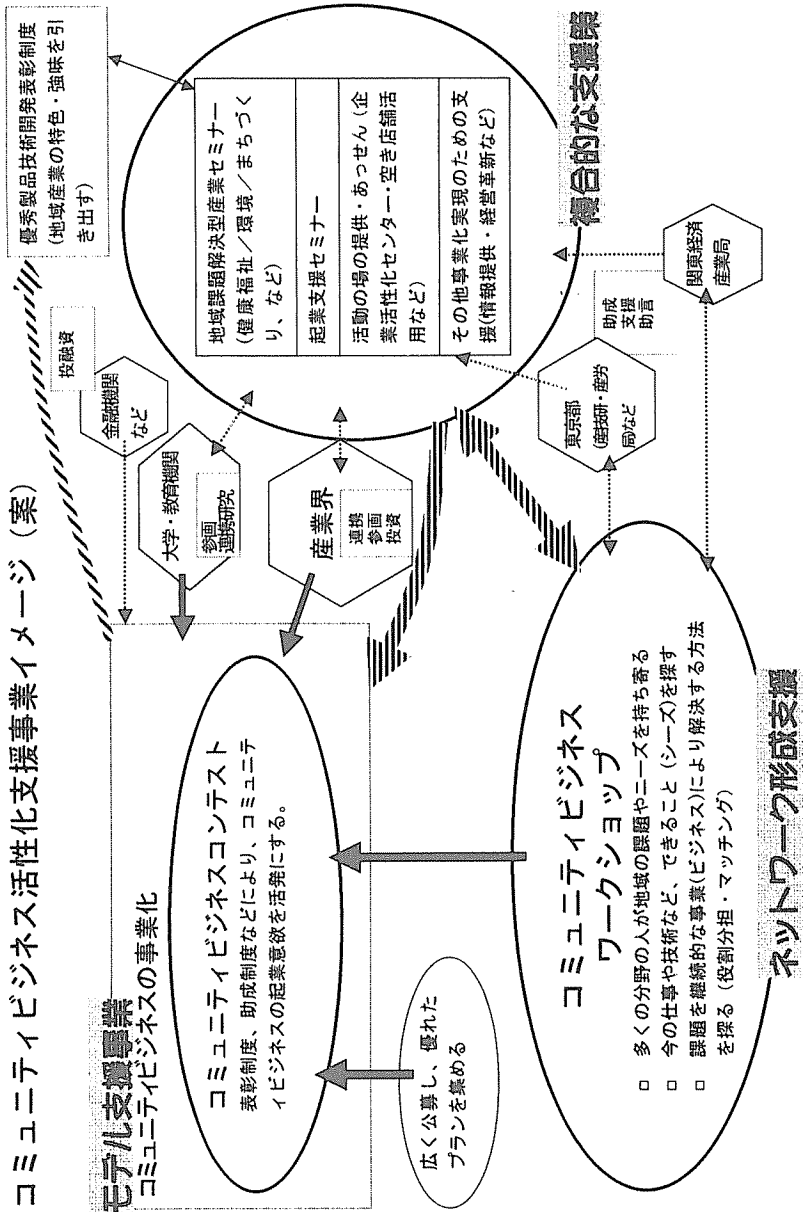 コミュニティビジネス活性化支援事業イメージ（案）
モデル支援事業
コミュニティビジネスの事業化
コミュニティビジネスコンテスト
表彰制度、助成制度などにより、コミュニテ
ィビジネスの起業意欲を活発にする。
広く公募し、優れた
プランを集める
コミュニティビジネス
ワークショップ
□ 多くの分野の人が地域の課題やニーズを持ち寄る
□ 今の仕事や技術など、できること（シーズ)を探す
□ 課題を継続的な事業(ビジネス)により解決する方法
を探る（役割分担・マッチング）
ネットワーク形成支援
投融資
金融機関
など
大学・教育機関
参画
連携研究
産業界
連携
参画
投資
優秀製品技術開発表彰制度
(地域産業の特色・強味を引
き出す)
地域課題解決型産業セミナー
(健康福祉／環境／まちづく
り、など)
起業支援セミナー
活動の場の提供・あっせん（企
業活性化センター・空き店舗活
用など）
その他事業化実現のための支
援(情報提供・経営革新など）
複合的な支援策
東京都
(産技研・産労
局など)
助成
支援
助言
関東経済
産業局